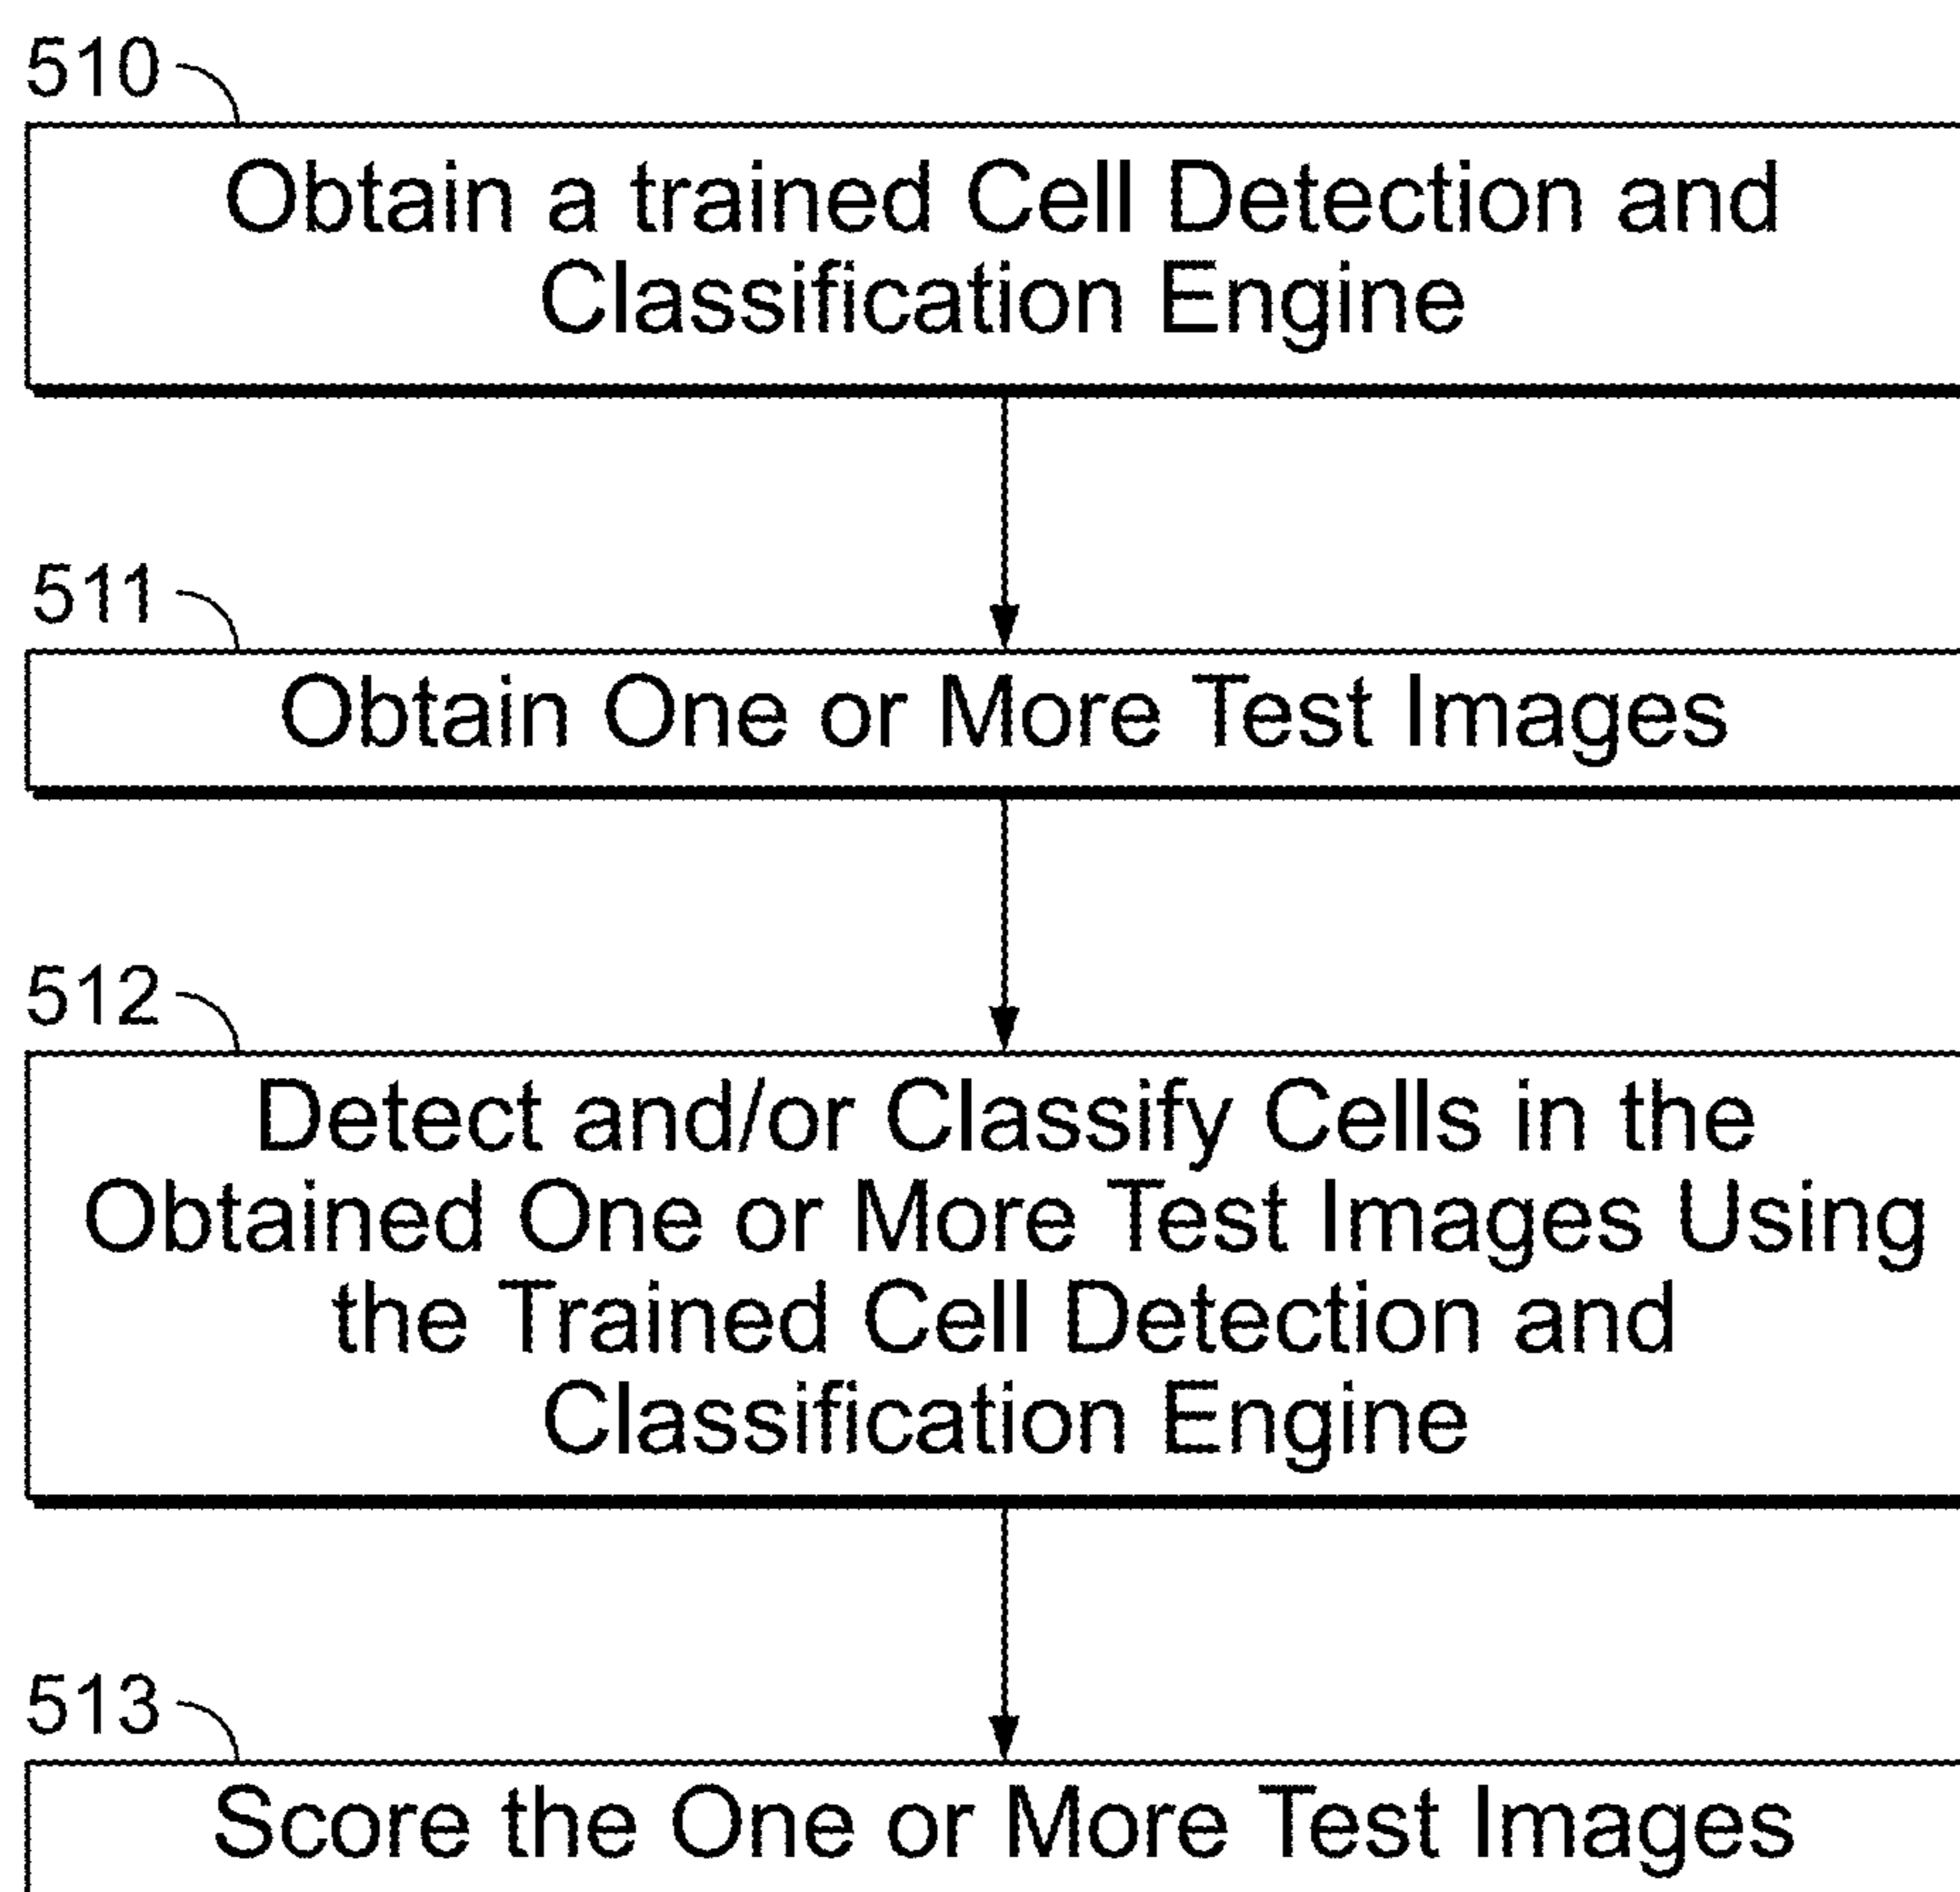 510
Obtain a trained Cell Detection and
Classification Engine
511
Obtain One or More Test Images
512
Detect and/or Classify Cells in the
Obtained One or More Test Images Using
the Trained Cell Detection and
Classification Engine
513
Score the One or More Test Images